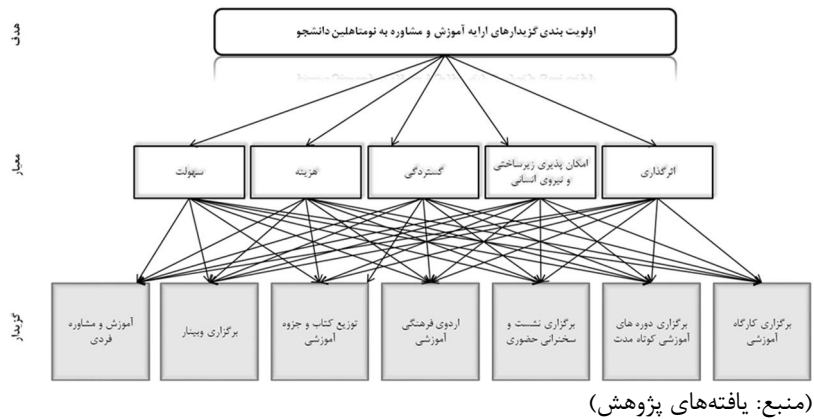 هدف
اولویت بندی گزیدارهای ارایه آموزش و مشاوره به نومتاهلین دانشجو
معیار
اثرگذاری
امکان پذیری زیرساختی
و نیروی انسانی
گستردگی
هزینه
سهولت
گزیدار
برگزاری کارگاه
آموزشی
برگزاری دوره های
آموزشی کوتاه مدت
برگزاری نشست و
سخنرانی حضوری
اردوی فرهنگی
آموزشی
توزیع کتاب و جزوه
آموزشی
برگزاری وبینار
آموزش و مشاوره
فردی
(منبع: یافته‌های پژوهش)